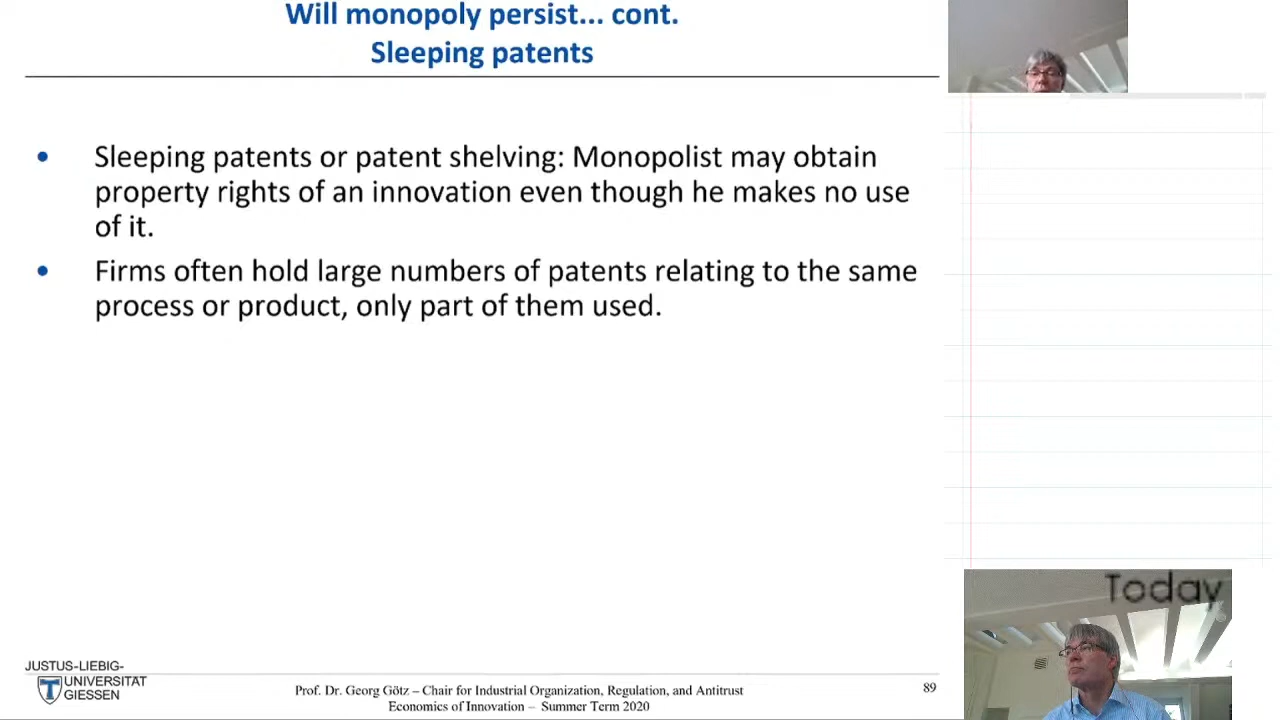 Will monopoly persist... cont.
Sleeping patents
• Sleeping patents or patent shelving: Monopolist may obtain
property rights of an innovation even though he makes no use
of it.
• Firms often hold large numbers of patents relating to the same
process or product, only part of them used.
Today
JUSTUS-LIEBIG-
UNIVERSITAT
GIESSEN
Prof. Dr. Georg Götz – Chair for Industrial Organization, Regulation, and Antitrust
Economics of Innovation – Summer Term 2020
89